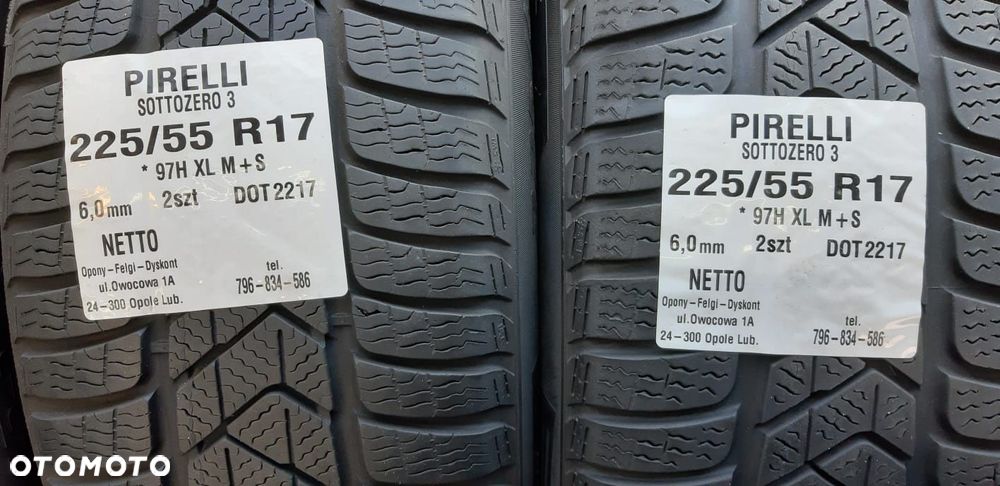 PIRELLI
SOTTOZERO 3
225/55 R17
* 97H XL M+S
6,0mm 2szt DOT2217
NETTO
Opony-Felgi-Dyskont
ul.Owocowa 1A
24-300 Opole Lub.
tel.
796-834-586
PIRELLI
SOTTOZERO 3
225/55 R17
* 97H XL M+S
6,0mm 2szt DOT2217
NETTO
Opony-Felgi-Dyskont
ul.Owocowa 1A
24-300 Opole Lub.
tel.
796-834-586
OTOMOTO